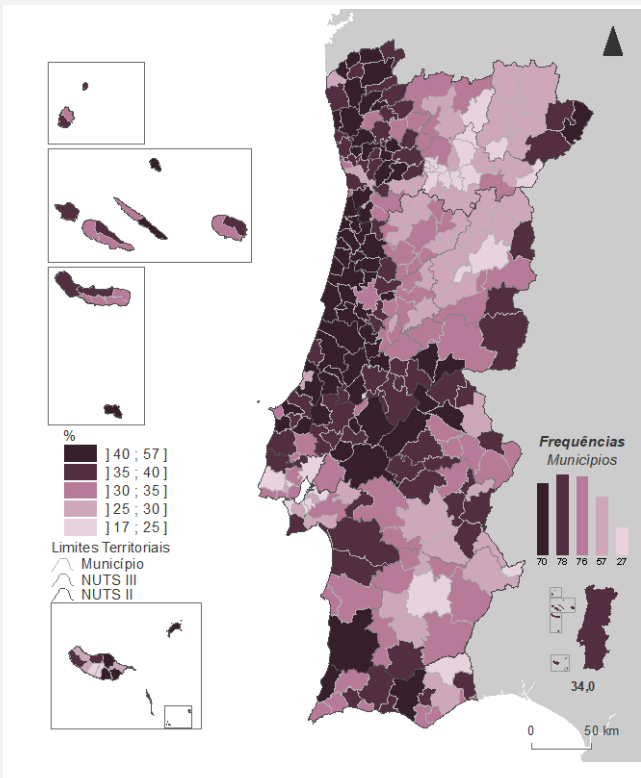 %
] 40 ; 57 ]
] 35 ; 40 ]
] 30 ; 35 ]
] 25 ; 30 ]
] 17 ; 25 ]
Limites Territoriais
Município
NUTS III
NUTS II
Frequências
Municípios
70 78 76 57 27
34,0
0 50 km